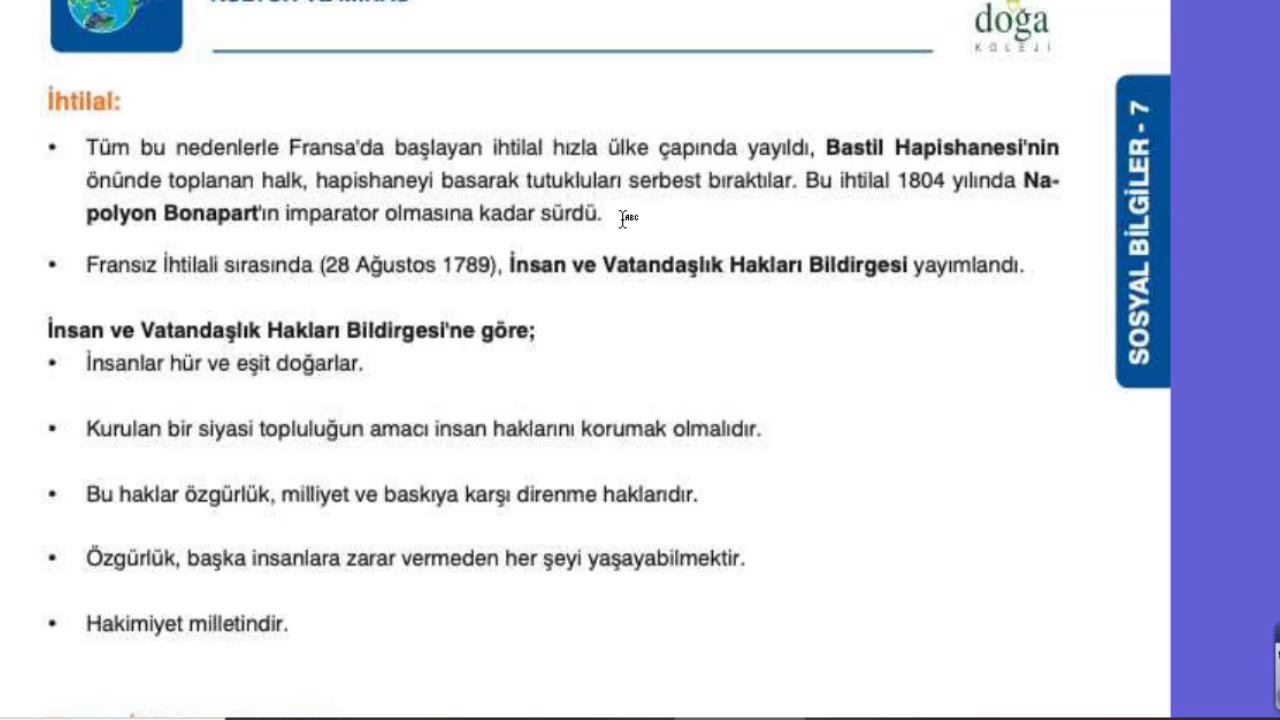 doğa
KOLEJİ
İhtilal:
• Tüm bu nedenlerle Fransa'da başlayan ihtilal hızla ülke çapında yayıldı, Bastil Hapishanesi'nin
önünde toplanan halk, hapishaneyi basarak tutukluları serbest bıraktılar. Bu ihtilal 1804 yılında Na-
polyon Bonapart'ın imparator olmasına kadar sürdü.
ABC
• Fransız İhtilali sırasında (28 Ağustos 1789), İnsan ve Vatandaşlık Hakları Bildirgesi yayımlandı.
İnsan ve Vatandaşlık Hakları Bildirgesi'ne göre;
• İnsanlar hür ve eşit doğarlar.
• Kurulan bir siyasi topluluğun amacı insan haklarını korumak olmalıdır.
• Bu haklar özgürlük, milliyet ve baskıya karşı direnme haklarıdır.
• Özgürlük, başka insanlara zarar vermeden her şeyi yaşayabilmektir.
• Hakimiyet milletindir.
SOSYAL BİLGİLER - 7